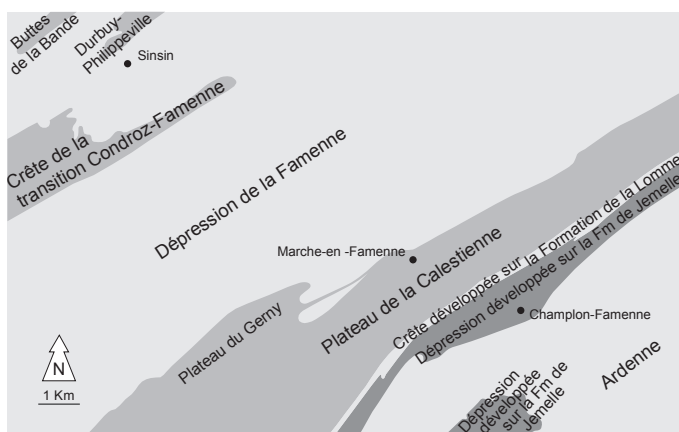 Buttes
de la Bande
Durbuy-
Philippeville
Sinsin
Crête de la
transition Condroz-Famenne
Dépression de la Famenne
Marche-en -Famenne
Plateau de la Calestienne
Plateau du Gerny
Crête développée sur la Formation de la Lomme
Dépression développée sur la Fm de Jemelle
Champlon-Famenne
Ardenne
Dépression
développée
sur la Fm de
Jemelle
N
1 Km